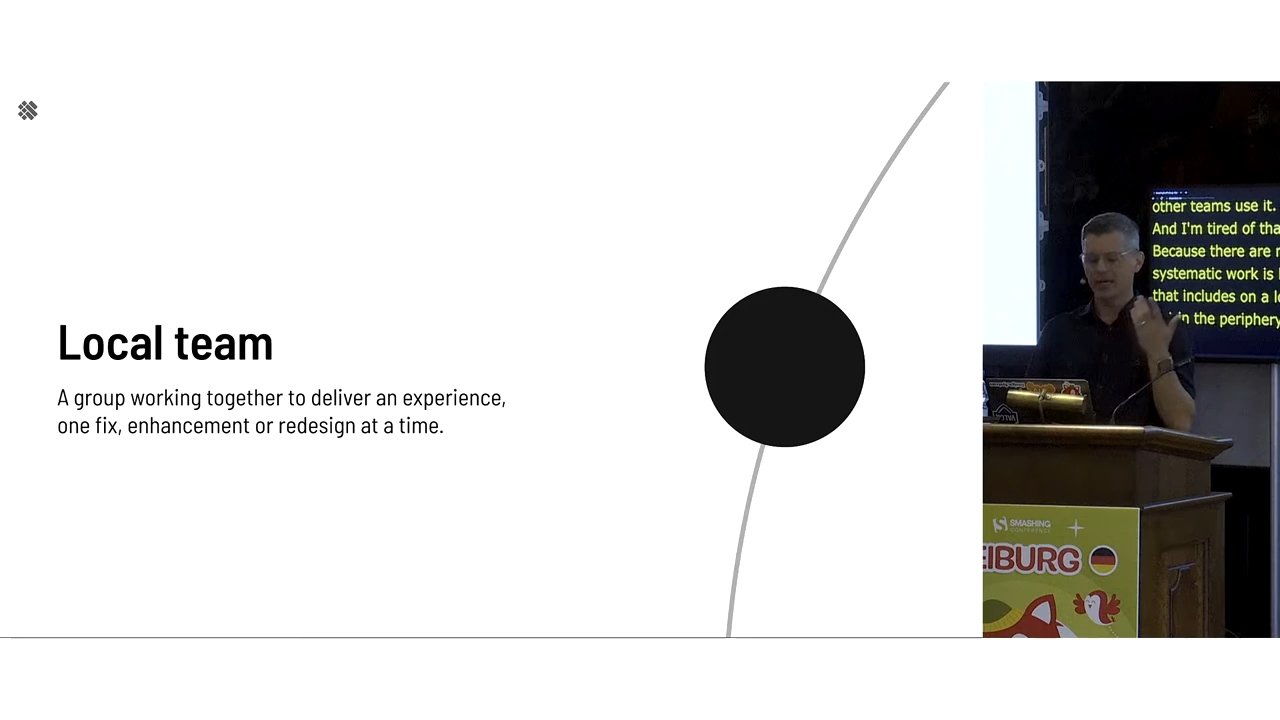 Local team
A group working together to deliver an experience,
one fix, enhancement or redesign at a time.
other teams use it.
And I'm tired of tha
Because there are
systematic work is
that includes on a le
in the periphery
SMASHING
CONFERENCE
EIBURG